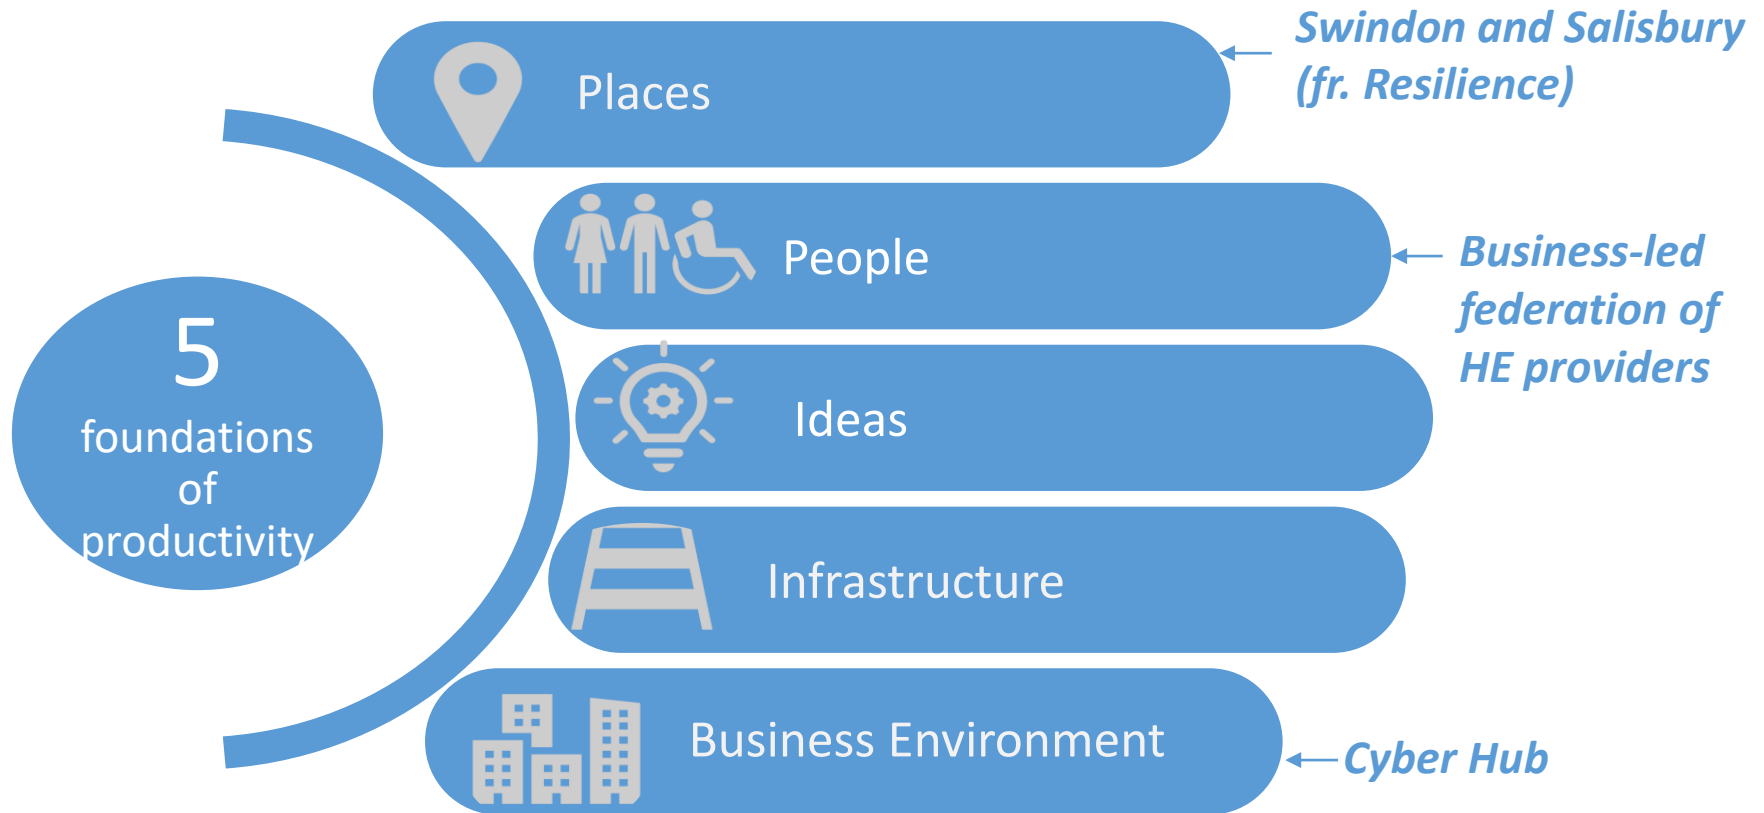 5
foundations
of
productivity
Places
Swindon and Salisbury
(fr. Resilience)
People
Business-led
federation of
HE providers
Ideas
Infrastructure
Business Environment
Cyber Hub